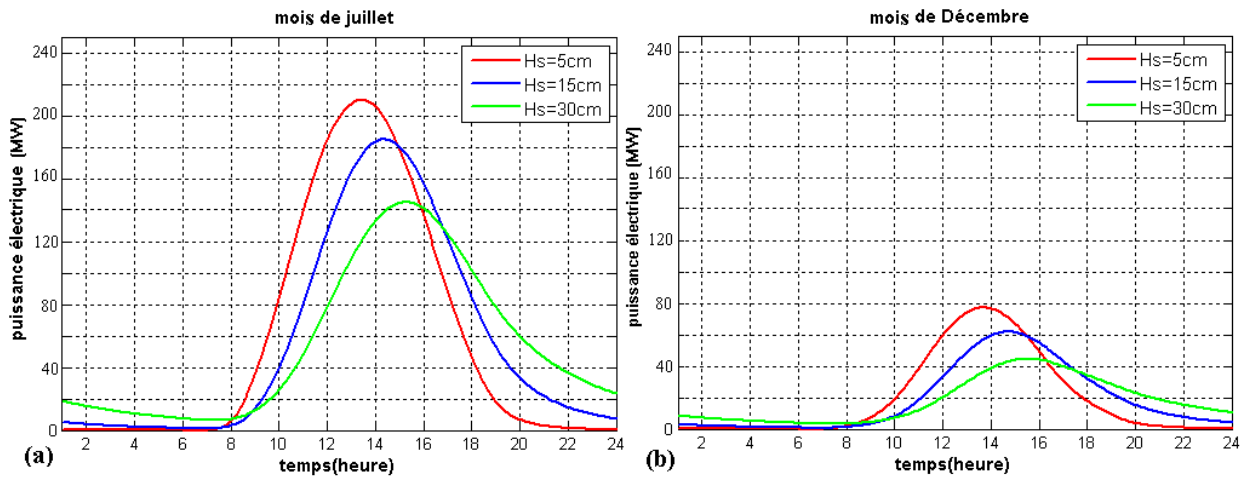 mois de juillet
puissance électrique (MW)
240
200
160
120
80
40
0
Hs=5cm
Hs=15cm
Hs=30cm
2 4 6 8 10 12 14 16 18 20 22 24
temps(heure)
(a)
mois de Décembre
puissance électrique (MW)
240
200
160
120
80
40
0
Hs=5cm
Hs=15cm
Hs=30cm
2 4 6 8 10 12 14 16 18 20 22 24
temps(heure)
(b)